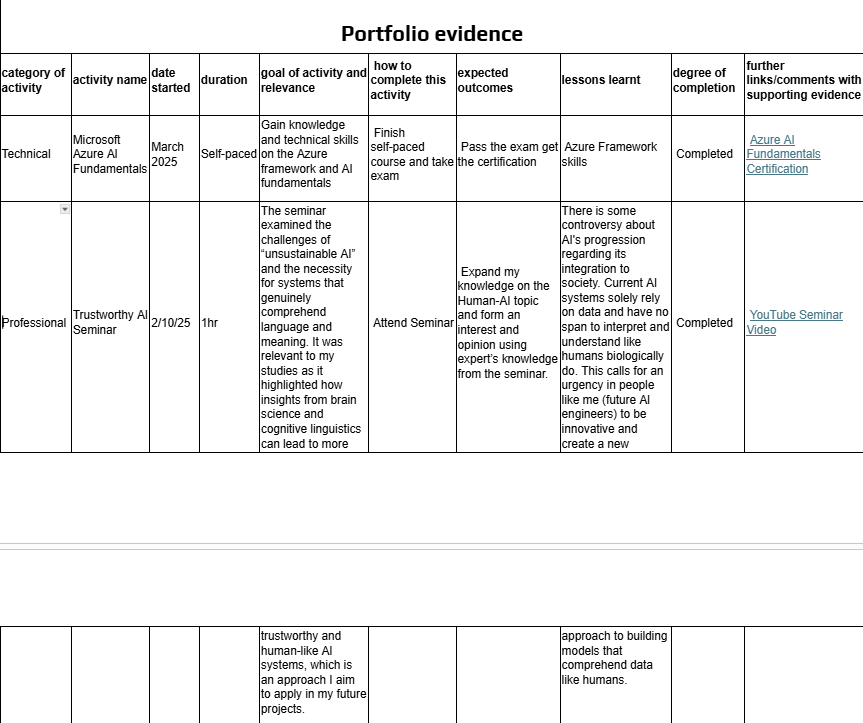 Portfolio evidence
category of
activity
activity name
date
started
duration
goal of activity and
relevance
how to
complete this
activity
expected
outcomes
lessons learnt
degree of
completion
further
links/comments with
supporting evidence
Technical
Microsoft
Azure AI
Fundamentals
March
2025
Self-paced
Gain knowledge
and technical skills
on the Azure
framework and AI
fundamentals
Finish
self-paced
course and take
exam
Pass the exam get
the certification
Azure Framework
skills
Completed
Azure AI
Fundamentals
Certification
Professional
Trustworthy AI
Seminar
2/10/25
1hr
The seminar
examined the
challenges of
“unsustainable AI”
and the necessity
for systems that
genuinely
comprehend
language and
meaning. It was
relevant to my
studies as it
highlighted how
insights from brain
science and
cognitive linguistics
can lead to more
Attend Seminar
Expand my
knowledge on the
Human-AI topic
and form an
interest and
opinion using
expert’s knowledge
from the seminar.
There is some
controversy about
AI's progression
regarding its
integration to
society. Current AI
systems solely rely
on data and have no
span to interpret and
understand like
humans biologically
do. This calls for an
urgency in people
like me (future AI
engineers) to be
innovative and
create a new
Completed
YouTube Seminar
Video
trustworthy and
human-like AI
systems, which is
an approach I aim
to apply in my future
projects.
approach to building
models that
comprehend data
like humans.